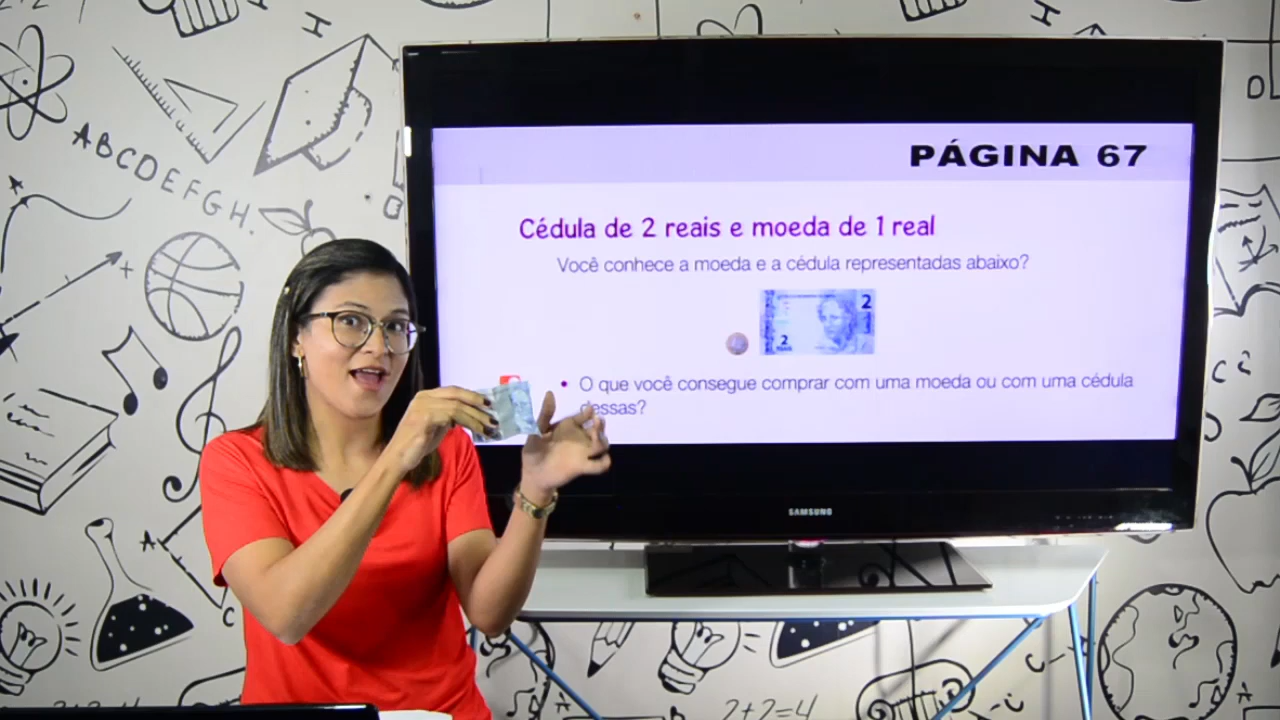 PÁGINA 67
Cédula de 2 reais e moeda de 1 real
Você conhece a moeda e a cédula representadas abaixo?
2
2
• O que você consegue comprar com uma moeda ou com uma cédula
dessas?
SAMSUNG
ABCDEFGH.
H
H
A
C
2+2=4